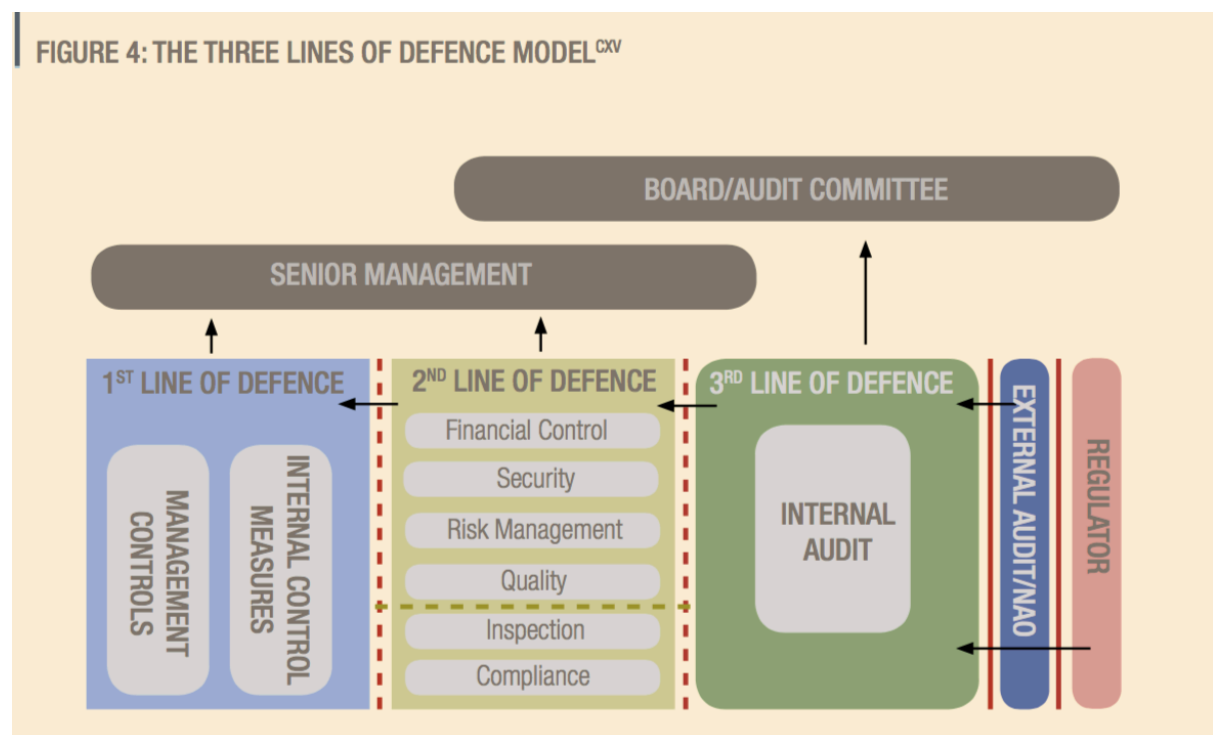 FIGURE 4: THE THREE LINES OF DEFENCE MODEL^CXV
BOARD/AUDIT COMMITTEE
SENIOR MANAGEMENT
1ST LINE OF DEFENCE
MANAGEMENT
CONTROLS
INTERNAL CONTROL
MEASURES
2ND LINE OF DEFENCE
Financial Control
Security
Risk Management
Quality
Inspection
Compliance
3RD LINE OF DEFENCE
INTERNAL
AUDIT
EXTERNAL AUDIT/NAO
REGULATOR